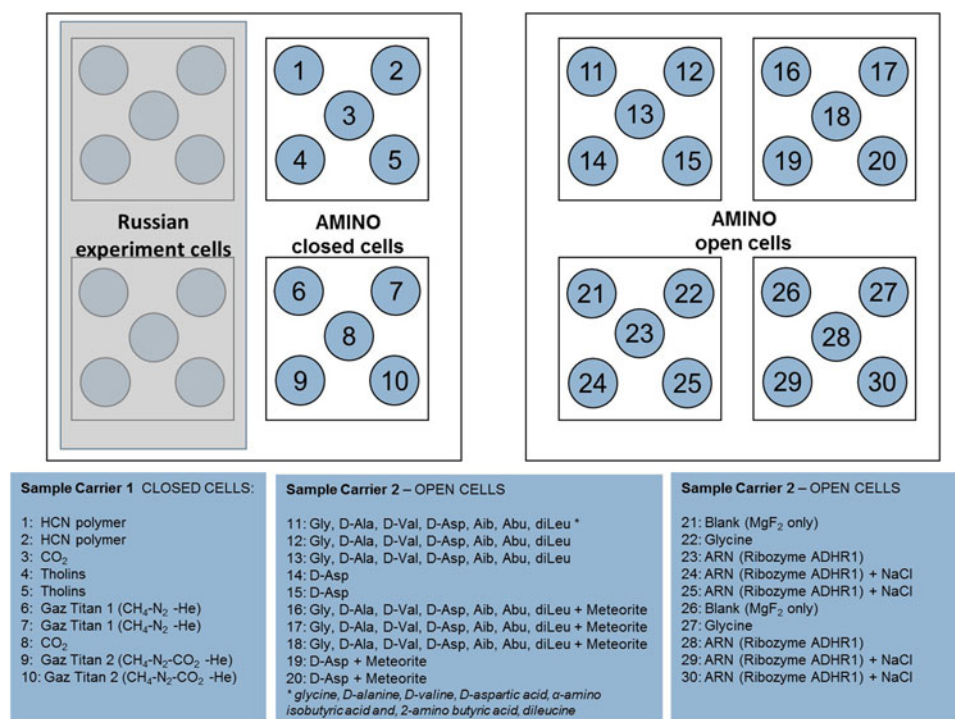 1 2
3
4 5
Russian
experiment cells
AMINO
closed cells
6 7
8
9 10
11 12
13
14 15
16 17
18
19 20
AMINO
open cells
21 22
23
24 25
26 27
28
29 30
Sample Carrier 1 CLOSED CELLS:
1: HCN polymer
2: HCN polymer
3: CO₂
4: Tholins
5: Tholins
6: Gaz Titan 1 (CH₄-N₂ -He)
7: Gaz Titan 1 (CH₄-N₂ -He)
8: CO₂
9: Gaz Titan 2 (CH₄-N₂-CO₂ -He)
10: Gaz Titan 2 (CH₄-N₂-CO₂ -He)
Sample Carrier 2 – OPEN CELLS
11: Gly, D-Ala, D-Val, D-Asp, Aib, Abu, diLeu *
12: Gly, D-Ala, D-Val, D-Asp, Aib, Abu, diLeu
13: Gly, D-Ala, D-Val, D-Asp, Aib, Abu, diLeu
14: D-Asp
15: D-Asp
16: Gly, D-Ala, D-Val, D-Asp, Aib, Abu, diLeu + Meteorite
17: Gly, D-Ala, D-Val, D-Asp, Aib, Abu, diLeu + Meteorite
18: Gly, D-Ala, D-Val, D-Asp, Aib, Abu, diLeu + Meteorite
19: D-Asp + Meteorite
20: D-Asp + Meteorite
* glycine, D-alanine, D-valine, D-aspartic acid, α-amino
isobutyric acid and, 2-amino butyric acid, dileucine
Sample Carrier 2 – OPEN CELLS
21: Blank (MgF₂ only)
22: Glycine
23: ARN (Ribozyme ADHR1)
24: ARN (Ribozyme ADHR1) + NaCl
25: ARN (Ribozyme ADHR1) + NaCl
26: Blank (MgF₂ only)
27: Glycine
28: ARN (Ribozyme ADHR1)
29: ARN (Ribozyme ADHR1) + NaCl
30: ARN (Ribozyme ADHR1) + NaCl